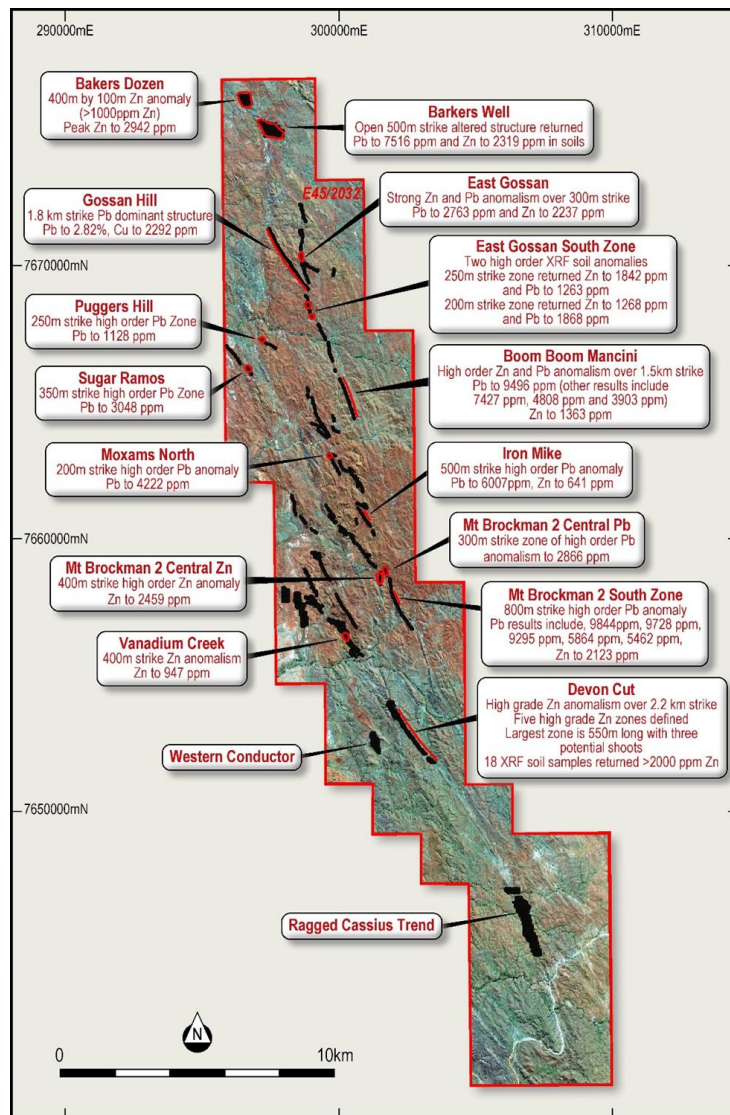 290000mE
300000mE
310000mE
Bakers Dozen
400m by 100m Zn anomaly
(>1000ppm Zn)
Peak Zn to 2942 ppm
Barkers Well
Open 500m strike altered structure returned
Pb to 7516 ppm and Zn to 2319 ppm in soils
E45/2032
Gossan Hill
1.8 km strike Pb dominant structure
Pb to 2.82%, Cu to 2292 ppm
East Gossan
Strong Zn and Pb anomalism over 300m strike
Pb to 2763 ppm and Zn to 2237 ppm
7670000mN
East Gossan South Zone
Two high order XRF soil anomalies
250m strike zone returned Zn to 1842 ppm
and Pb to 1263 ppm
200m strike zone returned Zn to 1268 ppm
and Pb to 1868 ppm
Puggers Hill
250m strike high order Pb Zone
Pb to 1128 ppm
Sugar Ramos
350m strike high order Pb Zone
Pb to 3048 ppm
Boom Boom Mancini
High order Zn and Pb anomaly over 1.5km strike
Pb to 9496 ppm (other results include
7427 ppm, 4808 ppm and 3903 ppm)
Zn to 1363 ppm
Moxams North
200m strike high order Pb anomaly
Pb to 4222 ppm
Iron Mike
500m strike high order Pb anomaly
Pb to 6007ppm, Zn to 641 ppm
7660000mN
Mt Brockman 2 Central Pb
300m strike zone of high order Pb
anomalism to 2866 ppm
Mt Brockman 2 Central Zn
400m strike high order Zn anomaly
Zn to 2459 ppm
Mt Brockman 2 South Zone
800m strike high order Pb anomaly
Pb results include, 9844ppm, 9728 ppm,
9295 ppm, 5864 ppm, 5462 ppm,
Zn to 2123 ppm
Vanadium Creek
400m strike Zn anomalism
Zn to 947 ppm
Devon Cut
High grade Zn anomalism over 2.2 km strike
Five high grade Zn zones defined
Largest zone is 550m long with three
potential shoots
18 XRF soil samples returned >2000 ppm Zn
Western Conductor
7650000mN
Ragged Cassius Trend
N
0
10km